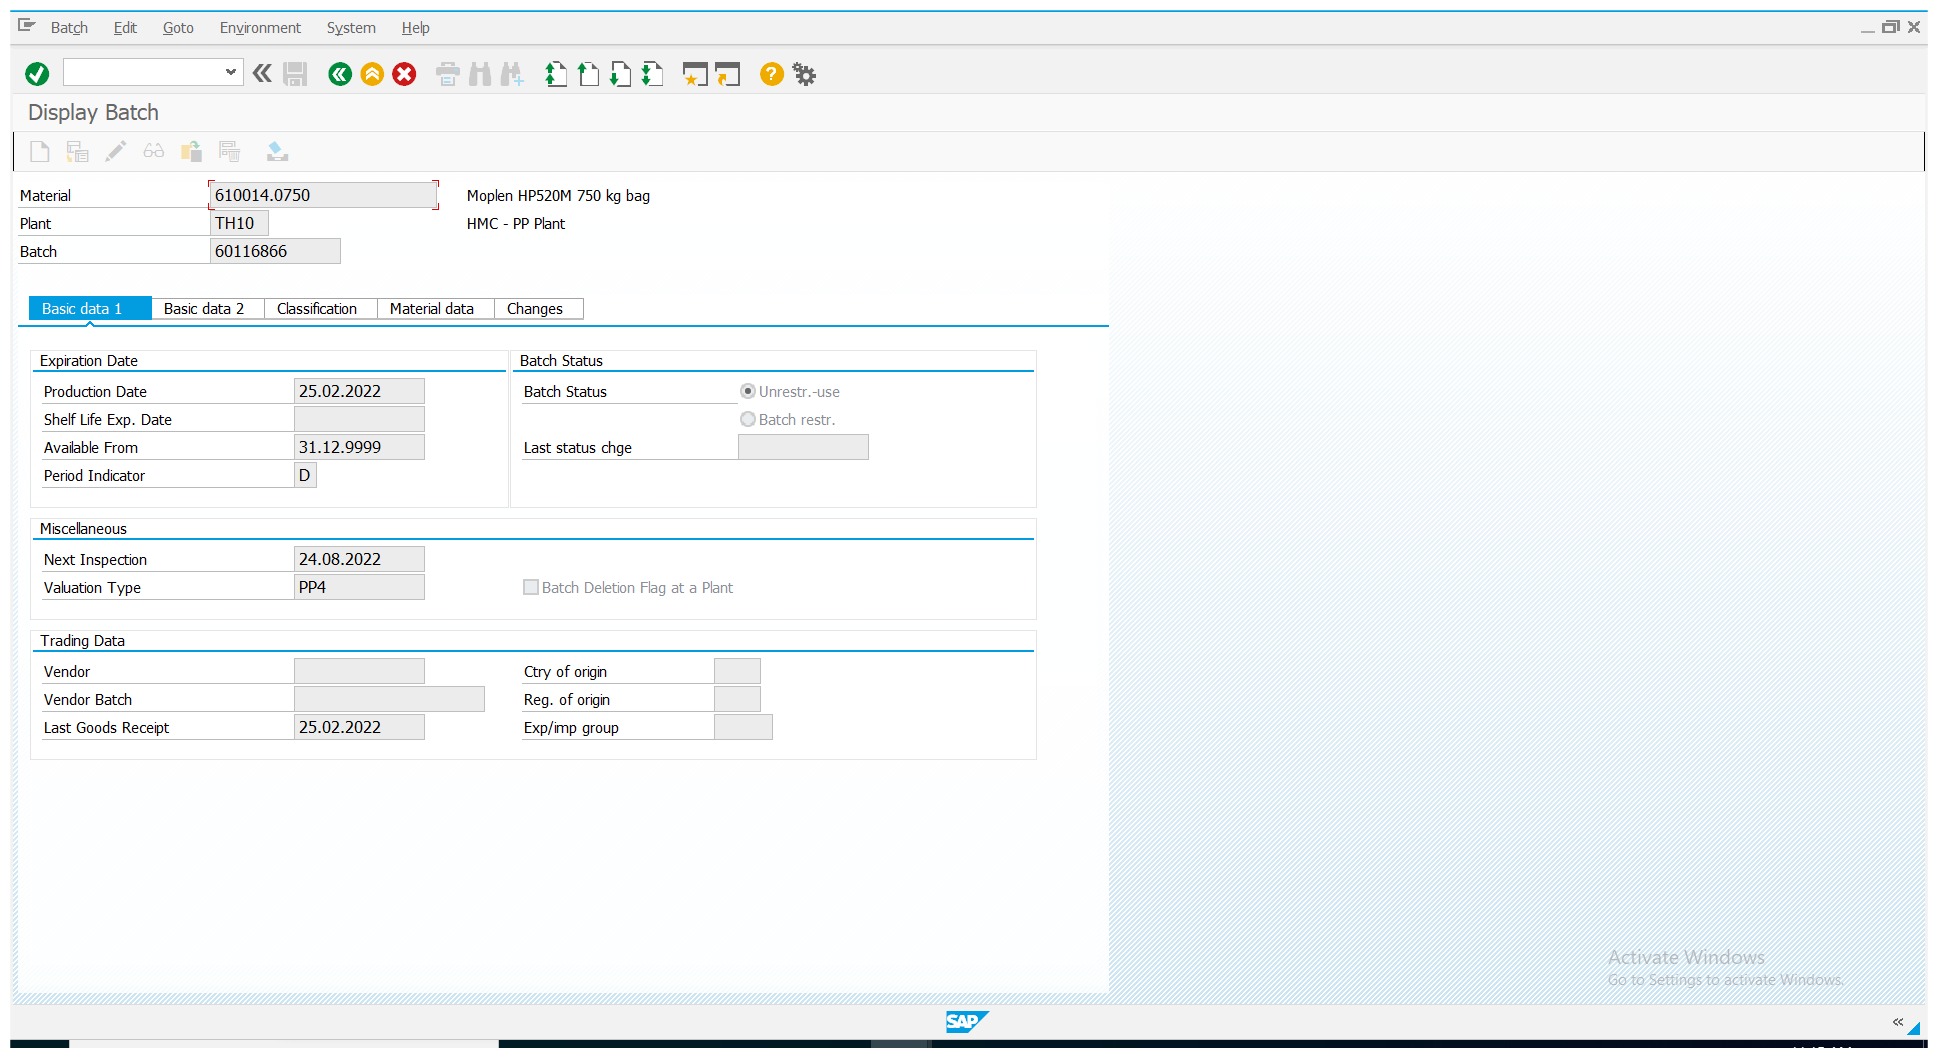 Batch Edit Goto Environment System Help
Display Batch
Material 610014.0750 Moplen HP520M 750 kg bag
Plant TH10 HMC - PP Plant
Batch 60116866
Basic data 1 Basic data 2 Classification Material data Changes
Expiration Date
Production Date 25.02.2022
Shelf Life Exp. Date
Available From 31.12.9999
Period Indicator D
Batch Status
Batch Status Unrestr.-use
Batch restr.
Last status chge
Miscellaneous
Next Inspection 24.08.2022
Valuation Type PP4 Batch Deletion Flag at a Plant
Trading Data
Vendor Ctry of origin
Vendor Batch Reg. of origin
Last Goods Receipt 25.02.2022 Exp/imp group
Activate Windows
Go to Settings to activate Windows.
SAP